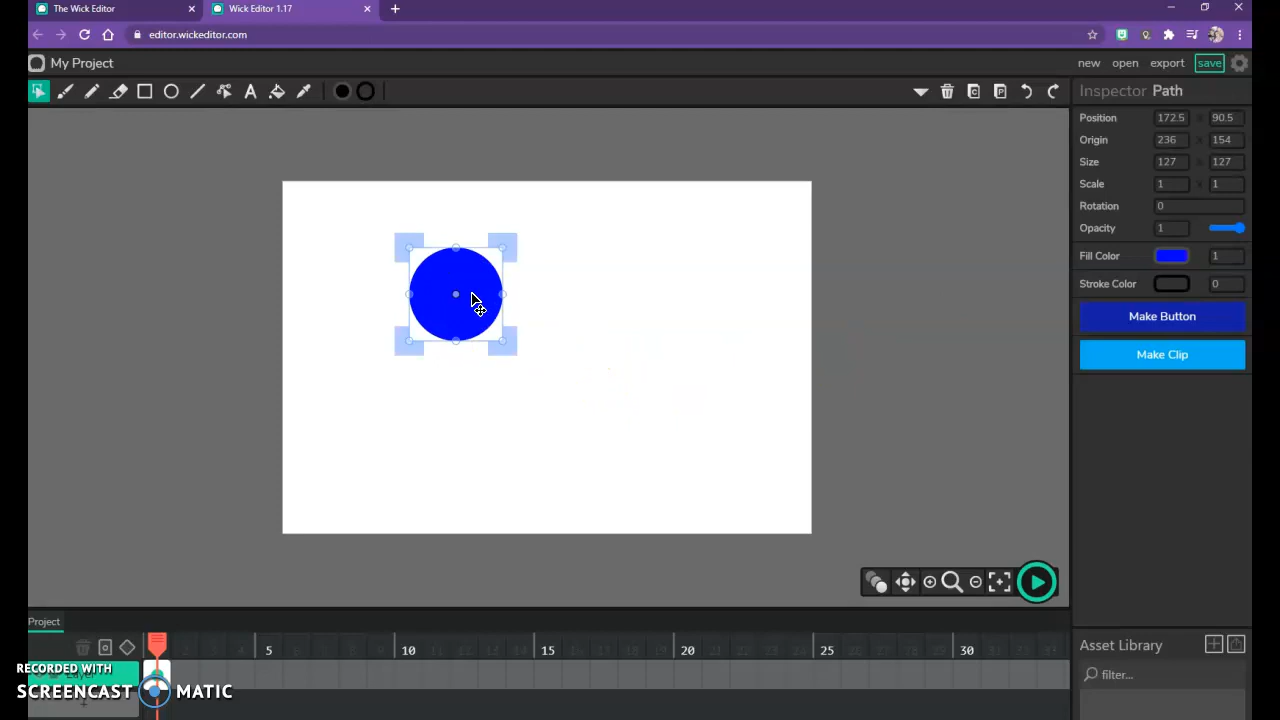 The Wick Editor
Wick Editor 1.17
editor.wickeditor.com
My Project
new open export save
Inspector Path
Position 172.5 X 90.5
Origin 236 X 154
Size 127 X 127
Scale 1 X 1
Rotation 0
Opacity 1
Fill Color 1
Stroke Color 0
Make Button
Make Clip
Project
5 10 15 20 25 30
Layer
Asset Library
filter...
RECORDED WITH
SCREENCAST MATIC